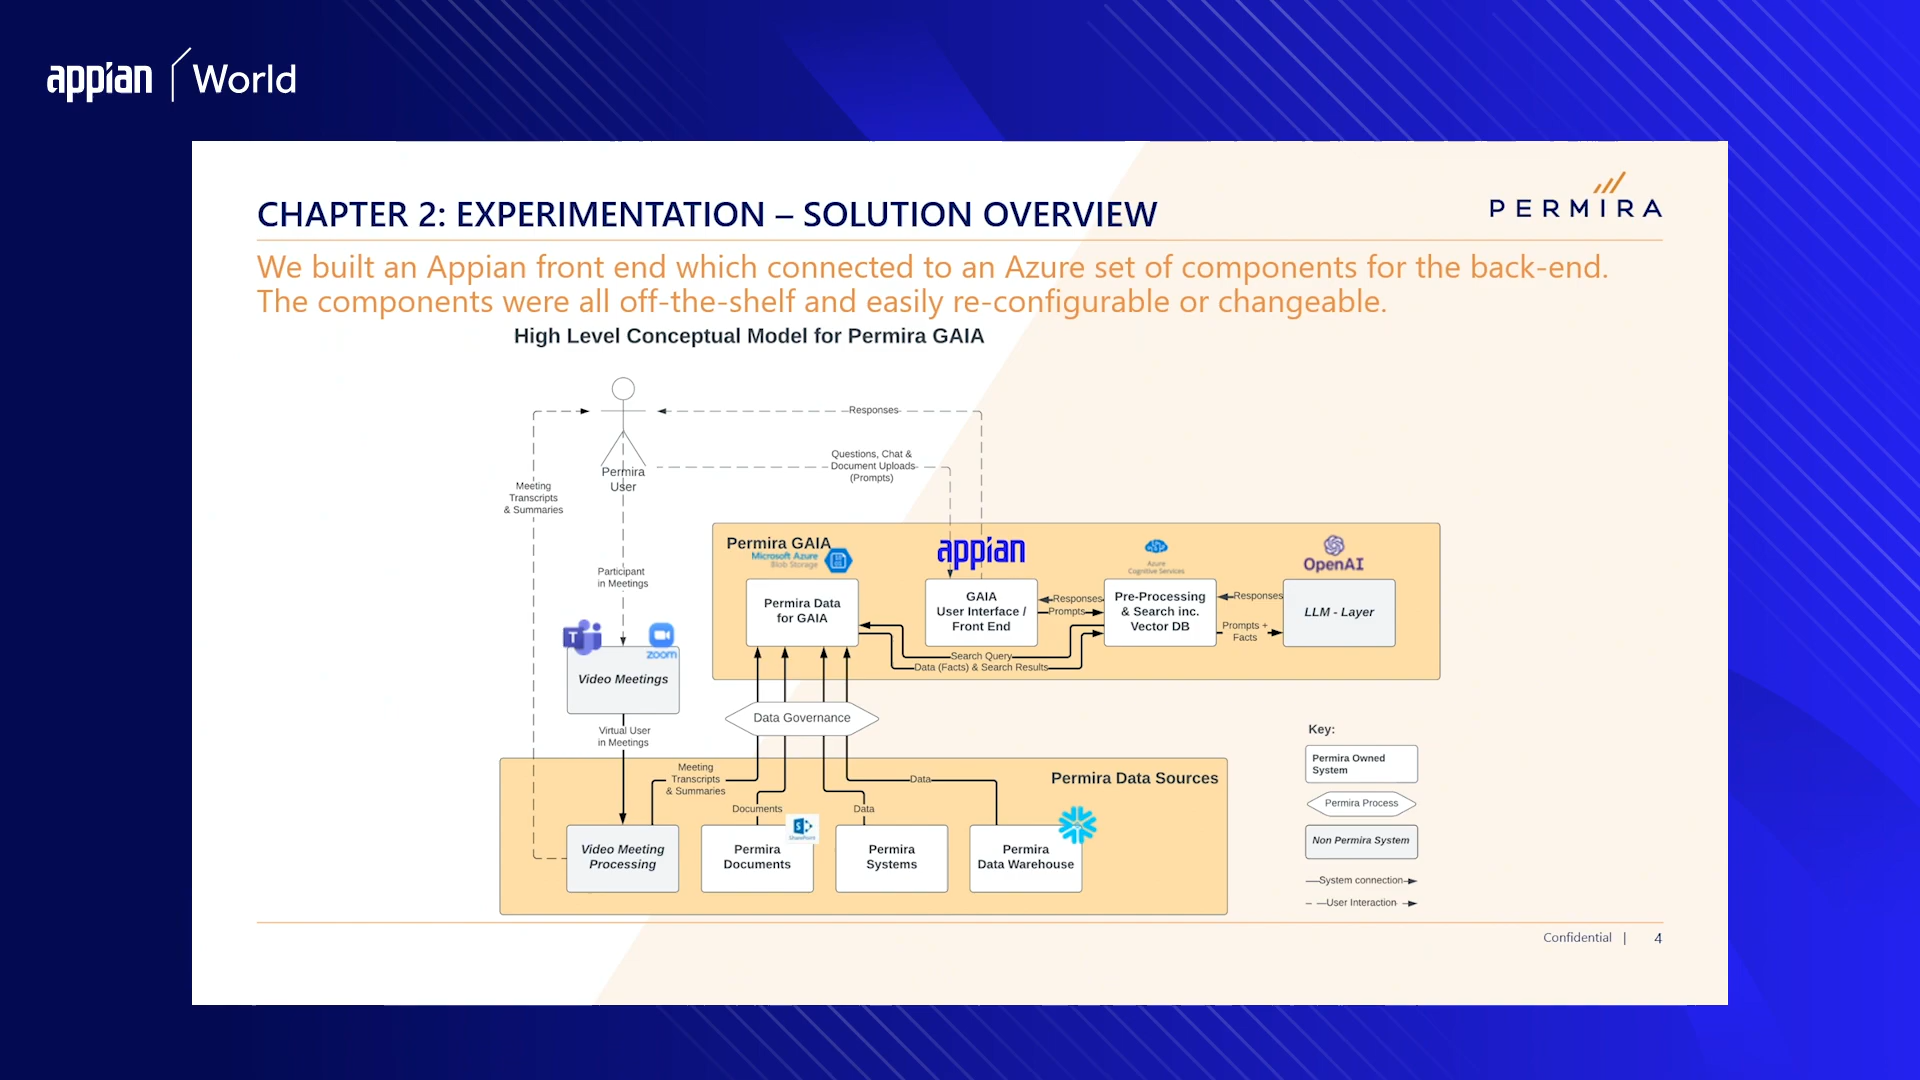 appian World
CHAPTER 2: EXPERIMENTATION – SOLUTION OVERVIEW
PERMIRA
We built an Appian front end which connected to an Azure set of components for the back-end.
The components were all off-the-shelf and easily re-configurable or changeable.
High Level Conceptual Model for Permira GAIA
Responses
Questions, Chat &
Document Uploads
(Prompts)
Permira
User
Meeting
Transcripts
& Summaries
Participant
in Meetings
Permira GAIA
Microsoft Azure
Blob Storage
appian
Azure
Cognitive Services
OpenAI
Permira Data
for GAIA
GAIA
User Interface /
Front End
Responses
Prompts
Pre-Processing
& Search inc.
Vector DB
Responses
Prompts +
Facts
LLM - Layer
Search Query
Data (Facts) & Search Results
T
zoom
Video Meetings
Data Governance
Virtual User
in Meetings
Permira Data Sources
Meeting
Transcripts
& Summaries
Documents
Data
Data
S
SharePoint
Video Meeting
Processing
Permira
Documents
Permira
Systems
Permira
Data Warehouse
Key:
Permira Owned
System
Permira Process
Non Permira System
System connection
User Interaction
Confidential |
4